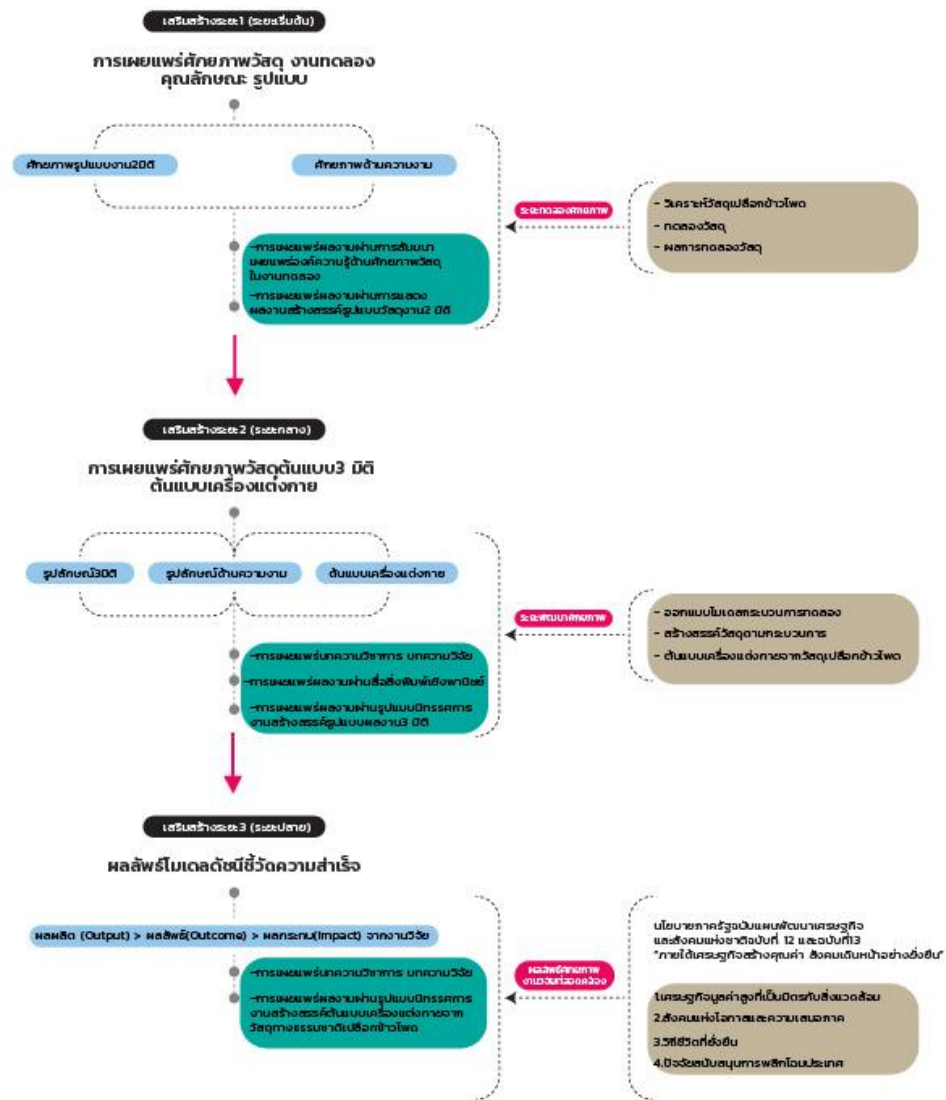 เสริมสร้างระยะ1 (ระยะเริ่มต้น)
การเผยแพร่ศักยภาพวัสดุ งานทดลอง
คุณลักษณะ รูปแบบ
ศักยภาพรูปแบบงาน2มิติ
ศักยภาพด้านความงาม
-การเผยแพร่ผลงานผ่านการสัมมนา
เผยแพร่องค์ความรู้ด้านศักยภาพวัสดุ
ในงานทดลอง
-การเผยแพร่ผลงานผ่านการแสดง
ผลงานสร้างสรรค์รูปแบบวัสดุงาน2 มิติ
ระยะทดลองศักยภาพ
- วิเคราะห์วัสดุเปลือกข้าวโพด
- ทดลองวัสดุ
- ผลการทดลองวัสดุ
เสริมสร้างระยะ2 (ระยะกลาง)
การเผยแพร่ศักยภาพวัสดุต้นแบบ3 มิติ
ต้นแบบเครื่องแต่งกาย
รูปลักษณ์3มิติ
รูปลักษณ์ด้านความงาม
ต้นแบบเครื่องแต่งกาย
-การเผยแพร่บทความวิชาการ บทความวิจัย
-การเผยแพร่ผลงานผ่านสื่อสิ่งพิมพ์เชิงพาณิชย์
-การเผยแพร่ผลงานผ่านรูปแบบนิทรรศการ
งานสร้างสรรค์รูปแบบผลงาน3 มิติ
ระยะพัฒนาศักยภาพ
- ออกแบบโมเดลกระบวนการทดลอง
- สร้างสรรค์วัสดุตามกระบวนการ
- ต้นแบบเครื่องแต่งกายจากวัสดุเปลือกข้าวโพด
เสริมสร้างระยะ3 (ระยะปลาย)
ผลลัพธ์โมเดลดัชนีชี้วัดความสำเร็จ
ผลผลิต (Output) > ผลลัพธ์(Outcome) > ผลกระทบ(Impact) จากงานวิจัย
-การเผยแพร่บทความวิชาการ บทความวิจัย
-การเผยแพร่ผลงานผ่านรูปแบบนิทรรศการ
งานสร้างสรรค์ต้นแบบเครื่องแต่งกายจาก
วัสดุทางธรรมชาติเปลือกข้าวโพด
ผลลัพธ์ศักยภาพ
งานวิจัยที่สอดคล้อง
นโยบายภาครัฐฉบับแผนพัฒนาเศรษฐกิจ
และสังคมแห่งชาติฉบับที่ 12 และฉบับที่13
"ภายใต้เศรษฐกิจสร้างคุณค่า สังคมเดินหน้าอย่างยั่งยืน"
1.เศรษฐกิจมูลค่าสูงที่เป็นมิตรกับสิ่งแวดล้อม
2.สังคมแห่งโอกาสและความเสมอภาค
3.วิถีชีวิตที่ยั่งยืน
4.ปัจจัยสนับสนุนการพลิกโฉมประเทศ